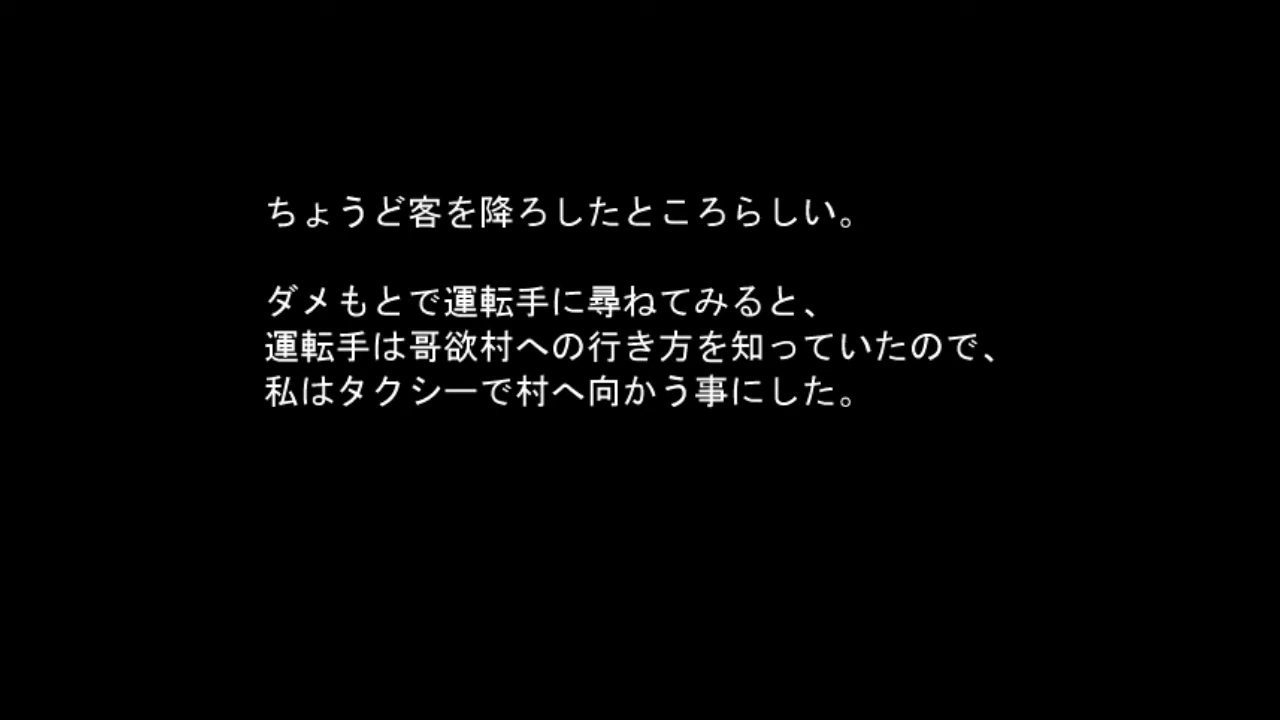 ちょうど客を降ろしたところらしい。
ダメもとで運転手に尋ねてみると、
運転手は哥欲村への行き方を知っていたので、
私はタクシーで村へ向かう事にした。